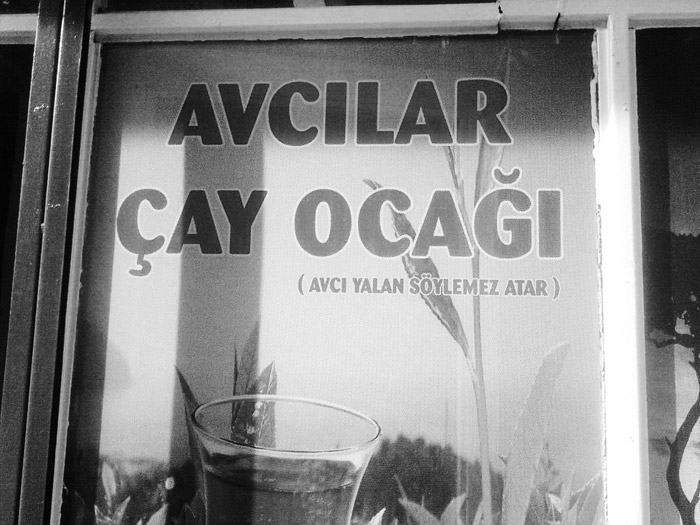 AVCILAR
ÇAY OCAĞI
( AVCI YALAN SÖYLEMEZ ATAR )